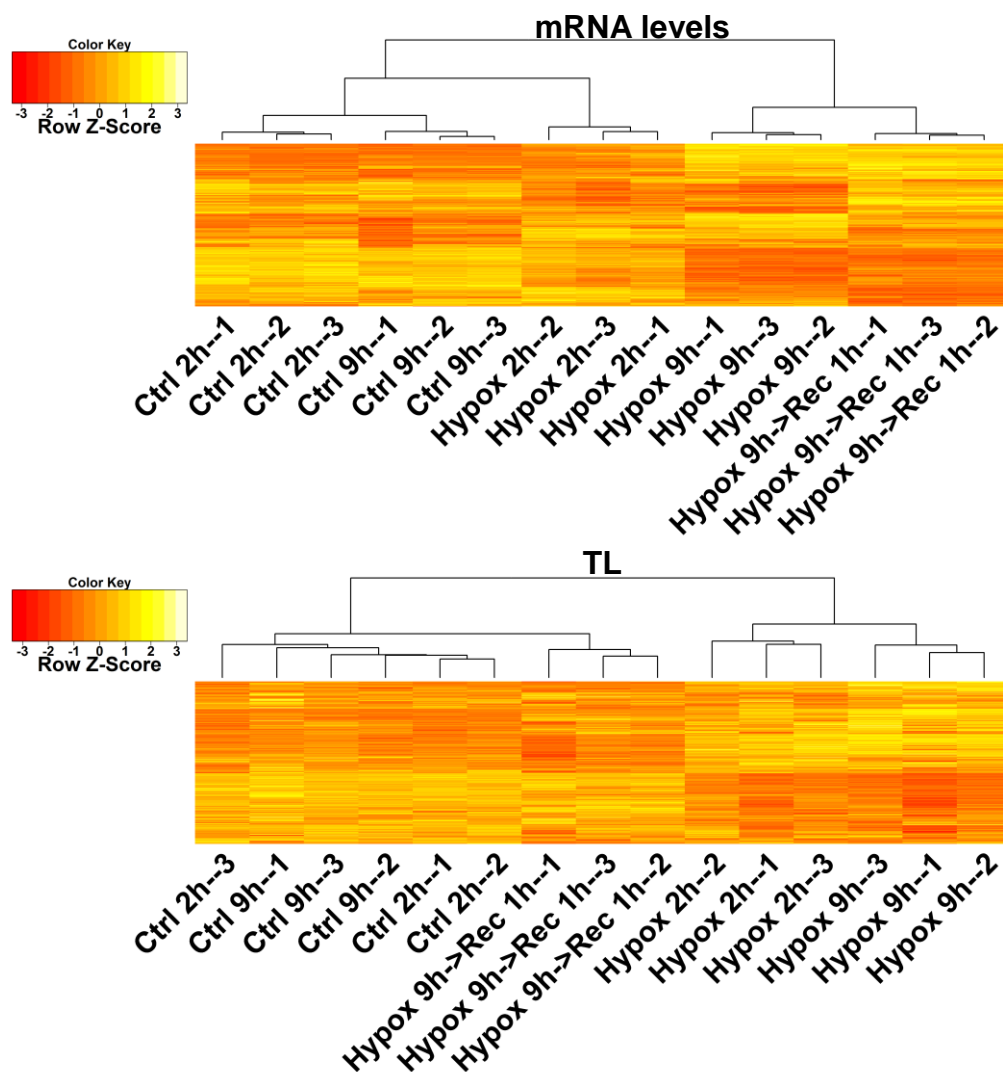 mRNA levels
Color Key
-3 -2 -1 0 1 2 3
Row Z-Score
Ctrl 2h--1
Ctrl 2h--2
Ctrl 2h--3
Ctrl 9h--1
Ctrl 9h--2
Ctrl 9h--3
Hypox 2h--2
Hypox 2h--3
Hypox 2h--1
Hypox 9h--1
Hypox 9h--3
Hypox 9h--2
Hypox 9h->Rec 1h--1
Hypox 9h->Rec 1h--3
Hypox 9h->Rec 1h--2
TL
Color Key
-3 -2 -1 0 1 2 3
Row Z-Score
Ctrl 2h--3
Ctrl 9h--1
Ctrl 9h--3
Ctrl 9h--2
Ctrl 2h--1
Ctrl 2h--2
Hypox 9h->Rec 1h--1
Hypox 9h->Rec 1h--3
Hypox 9h->Rec 1h--2
Hypox 2h--2
Hypox 2h--1
Hypox 2h--3
Hypox 9h--3
Hypox 9h--1
Hypox 9h--2